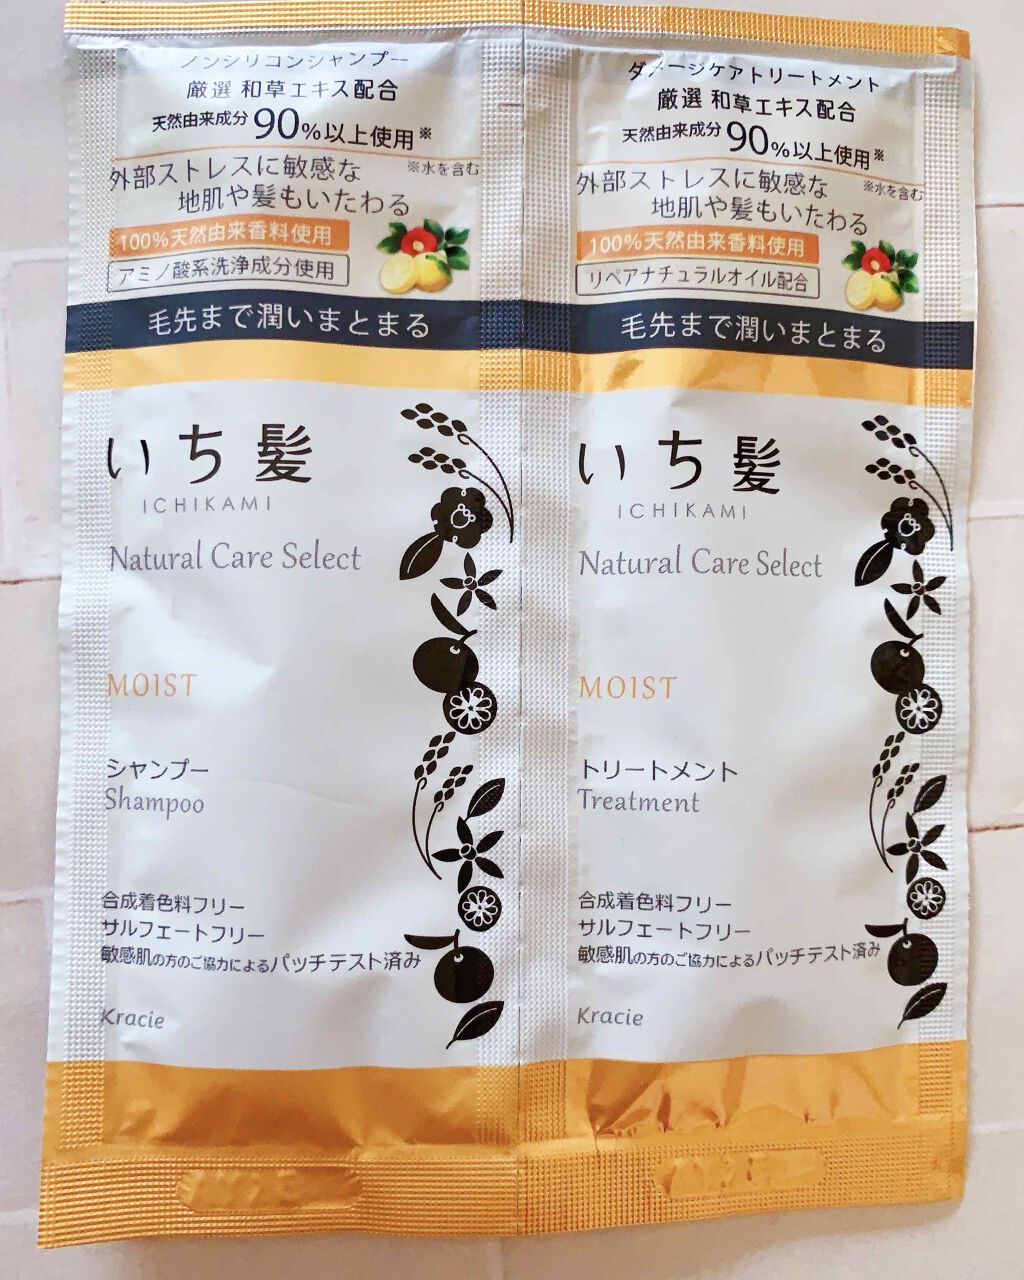 ノンシリコンシャンプー
厳選 和草エキス配合
天然由来成分90%以上使用※
※水を含む
外部ストレスに敏感な
地肌や髪もいたわる
100%天然由来香料使用
アミノ酸系洗浄成分使用
毛先まで潤いまとまる
いち髪
ICHIKAMI
Natural Care Select
MOIST
シャンプー
Shampoo
合成着色料フリー
サルフェートフリー
敏感肌の方のご協力によるパッチテスト済み
Kracie
ダメージケアトリートメント
厳選 和草エキス配合
天然由来成分90%以上使用※
※水を含む
外部ストレスに敏感な
地肌や髪もいたわる
100%天然由来香料使用
リペアナチュラルオイル配合
毛先まで潤いまとまる
いち髪
ICHIKAMI
Natural Care Select
MOIST
トリートメント
Treatment
合成着色料フリー
サルフェートフリー
敏感肌の方のご協力によるパッチテスト済み
Kracie